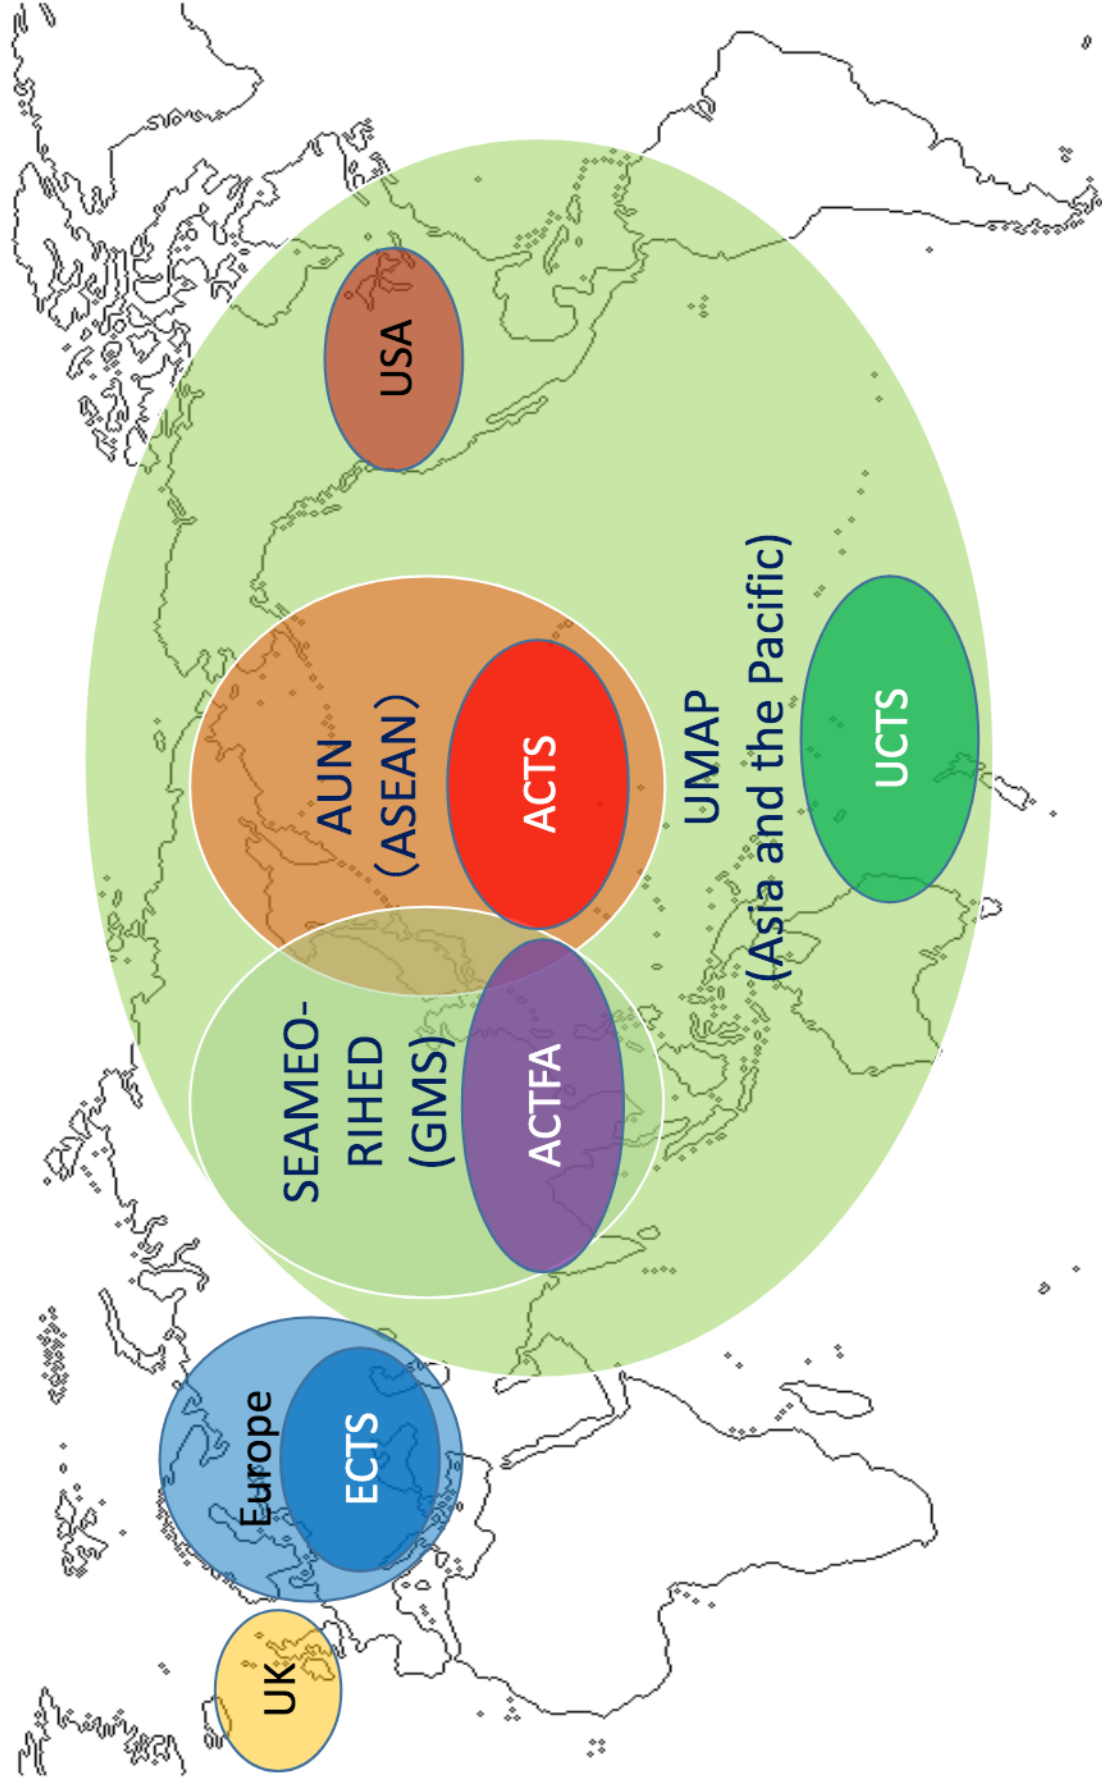 UK
Europe
ECTS
SEAMEO-
RIHED
(GMS)
ACTFA
AUN
(ASEAN)
ACTS
UMAP
(Asia and the Pacific)
UCTS
USA